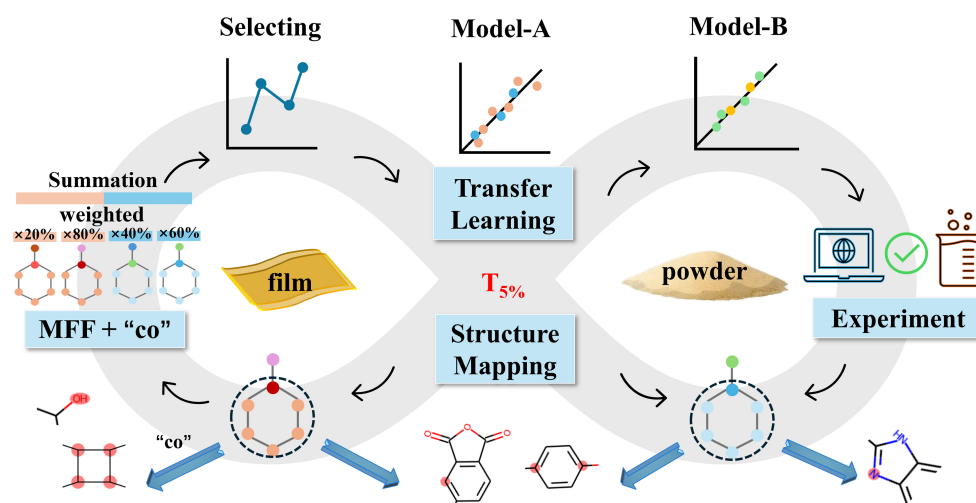 Selecting
Model-A
Model-B
Summation
weighted
×20% ×80% ×40% ×60%
MFF + “co”
film
Transfer
Learning
T5%
Structure
Mapping
powder
Experiment
OH
“co”
O
O
O
HN
N